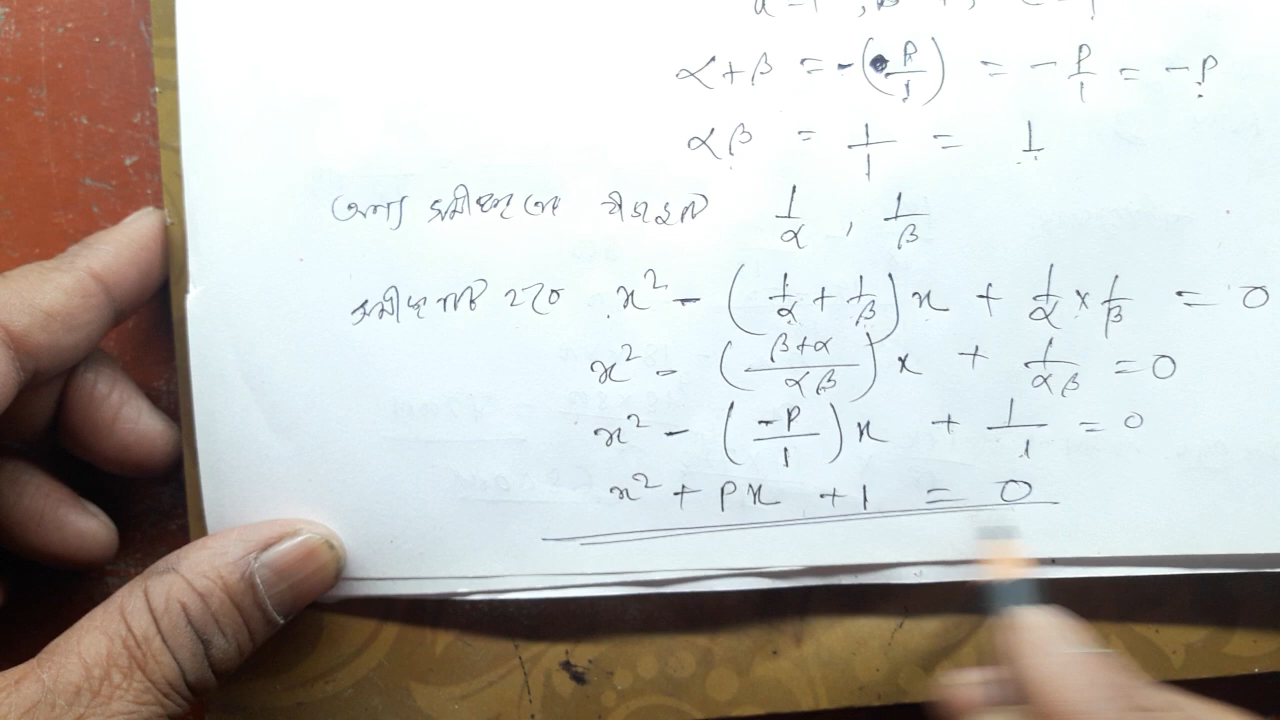 α+β = -(P/1) = - P/1 = -P
αβ = 1/1 = 1
অন্য সমীকরণের বীজদ্বয় 1/α , 1/β
সমীকরণটি হবে x² - (1/α + 1/β)x + 1/α × 1/β = 0
x² - (β+α/αβ)x + 1/αβ = 0
x² - (-P/1)x + 1/1 = 0
x² + Px + 1 = 0